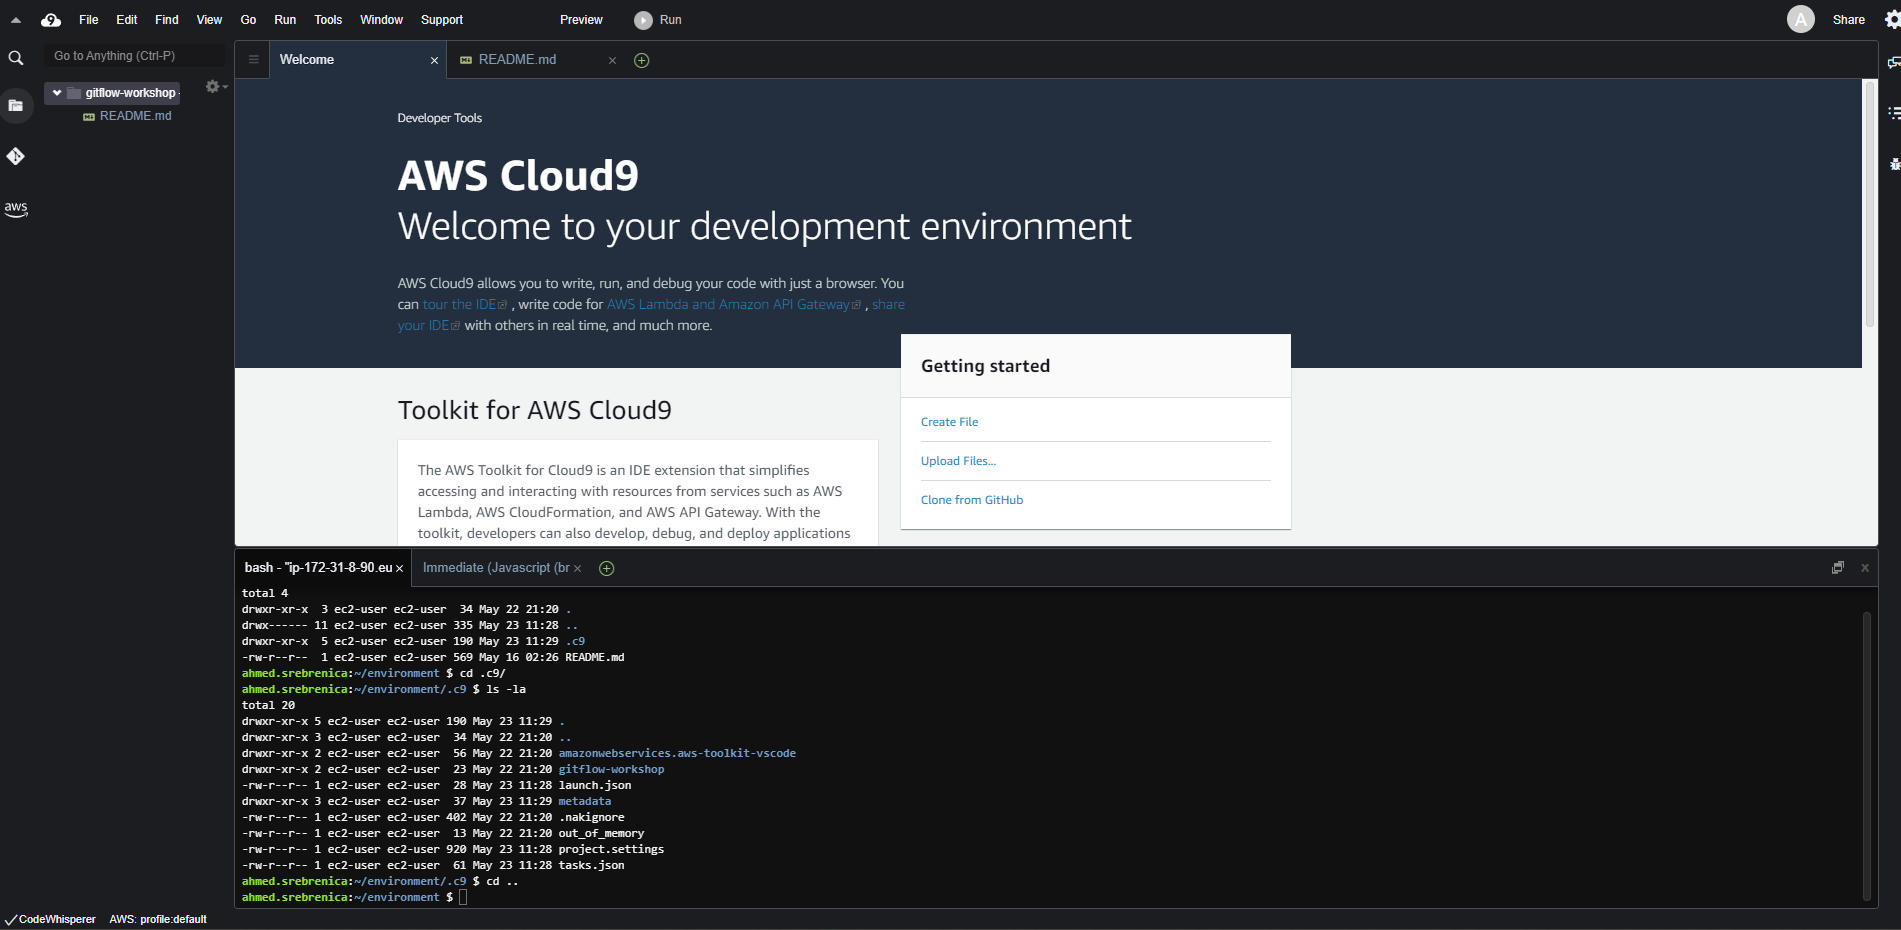 File Edit Find View Go Run Tools Window Support Preview Run A Share
Go to Anything (Ctrl-P)
gitflow-workshop
README.md
aws
Welcome
README.md
Developer Tools
AWS Cloud9
Welcome to your development environment
AWS Cloud9 allows you to write, run, and debug your code with just a browser. You
can tour the IDE , write code for AWS Lambda and Amazon API Gateway , share
your IDE with others in real time, and much more.
Getting started
Create File
Upload Files...
Clone from GitHub
Toolkit for AWS Cloud9
The AWS Toolkit for Cloud9 is an IDE extension that simplifies
accessing and interacting with resources from services such as AWS
Lambda, AWS CloudFormation, and AWS API Gateway. With the
toolkit, developers can also develop, debug, and deploy applications
bash - "ip-172-31-8-90.eu Immediate (Javascript (br
total 4
drwxr-xr-x  3 ec2-user ec2-user  34 May 22 21:20 .
drwx------ 11 ec2-user ec2-user 335 May 23 11:28 ..
drwxr-xr-x  5 ec2-user ec2-user 190 May 23 11:29 .c9
-rw-r--r--  1 ec2-user ec2-user 569 May 16 02:26 README.md
ahmed.srebrenica:~/environment $ cd .c9/
ahmed.srebrenica:~/environment/.c9 $ ls -la
total 20
drwxr-xr-x 5 ec2-user ec2-user 190 May 23 11:29 .
drwxr-xr-x 3 ec2-user ec2-user  34 May 22 21:20 ..
drwxr-xr-x 2 ec2-user ec2-user  56 May 22 21:20 amazonwebservices.aws-toolkit-vscode
drwxr-xr-x 2 ec2-user ec2-user  23 May 22 21:20 gitflow-workshop
-rw-r--r-- 1 ec2-user ec2-user  28 May 23 11:28 launch.json
drwxr-xr-x 3 ec2-user ec2-user  37 May 23 11:29 metadata
-rw-r--r-- 1 ec2-user ec2-user 402 May 22 21:20 .nakignore
-rw-r--r-- 1 ec2-user ec2-user  13 May 22 21:20 out_of_memory
-rw-r--r-- 1 ec2-user ec2-user 920 May 23 11:28 project.settings
-rw-r--r-- 1 ec2-user ec2-user  61 May 23 11:28 tasks.json
ahmed.srebrenica:~/environment/.c9 $ cd ..
ahmed.srebrenica:~/environment $
CodeWhisperer AWS: profile:default